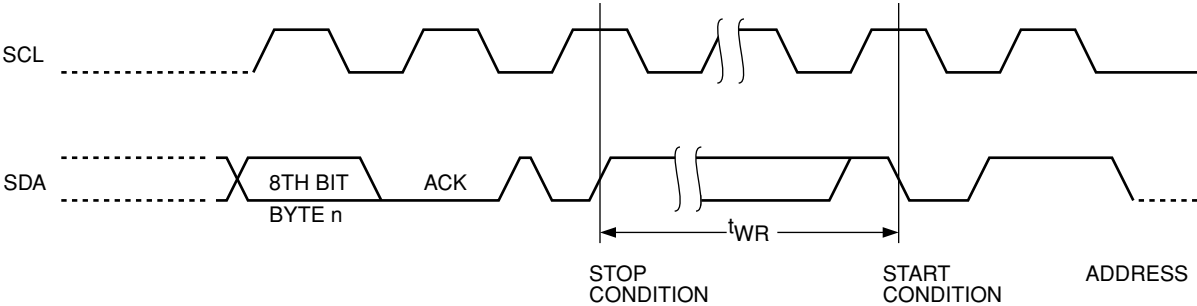 SCL
SDA
8TH BIT
ACK
BYTE n
tWR
STOP
CONDITION
START
CONDITION
ADDRESS